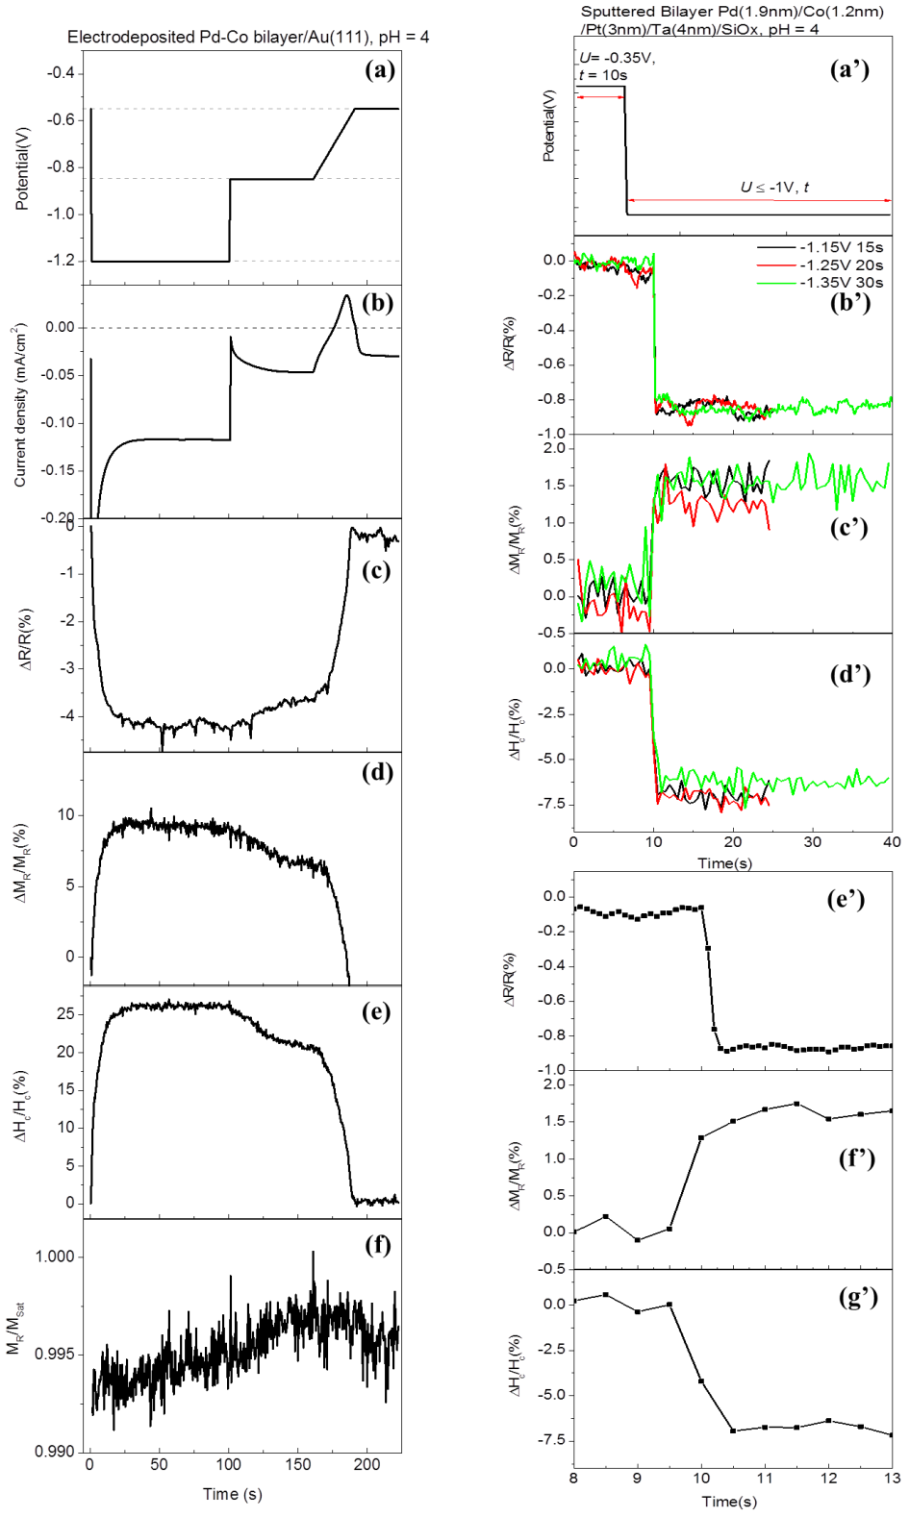 Electrodeposited Pd-Co bilayer/Au(111), pH = 4
(a)
-0.4
-0.6
-0.8
-1.0
-1.2
Potential(V)
(b)
0.00
-0.05
-0.10
-0.15
-0.20
Current density (mA/cm²)
(c)
0
-1
-2
-3
-4
ΔR/R(%)
(d)
10
5
0
ΔM_R/M_R(%)
(e)
25
20
15
10
5
0
ΔH_c/H_c(%)
(f)
1.000
0.995
0.990
M_R/M_Sat
0 50 100 150 200
Time (s)
Sputtered Bilayer Pd(1.9nm)/Co(1.2nm)
/Pt(3nm)/Ta(4nm)/SiOx, pH = 4
U= -0.35V,
t = 10s
(a’)
U ≤ -1V, t
Potential(V)
-1.15V 15s
-1.25V 20s
-1.35V 30s
(b’)
0.0
-0.2
-0.4
-0.6
-0.8
-1.0
ΔR/R(%)
(c’)
2.0
1.5
1.0
0.5
0.0
-0.5
ΔM_R/M_R(%)
(d’)
0.0
-2.5
-5.0
-7.5
ΔH_c/H_c(%)
0 10 20 30 40
Time(s)
(e’)
0.0
-0.2
-0.4
-0.6
-0.8
-1.0
ΔR/R(%)
(f’)
2.0
1.5
1.0
0.5
0.0
-0.5
ΔM_R/M_R(%)
(g’)
0.0
-2.5
-5.0
-7.5
ΔH_c/H_c(%)
8 9 10 11 12 13
Time(s)